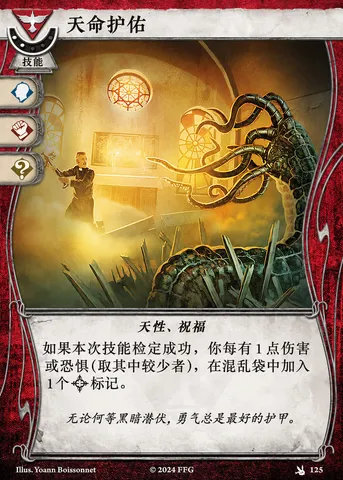 天命护佑
技能
?
天性、祝福
如果本次技能检定成功，你每有1点伤害
或恐惧(取其中较少者)，在混乱袋中加入
1个标记。
无论何等黑暗潜伏，勇气总是最好的护甲。
Illus. Yoann Boissonnet © 2024 FFG 125